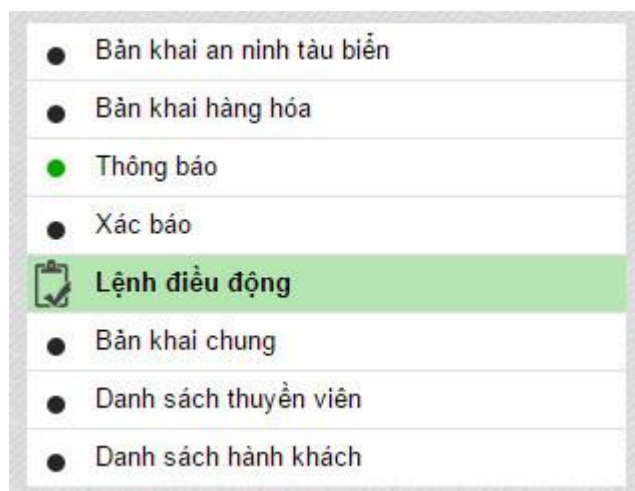 Bản khai an ninh tàu biển
Bản khai hàng hóa
Thông báo
Xác báo
Lệnh điều động
Bản khai chung
Danh sách thuyền viên
Danh sách hành khách